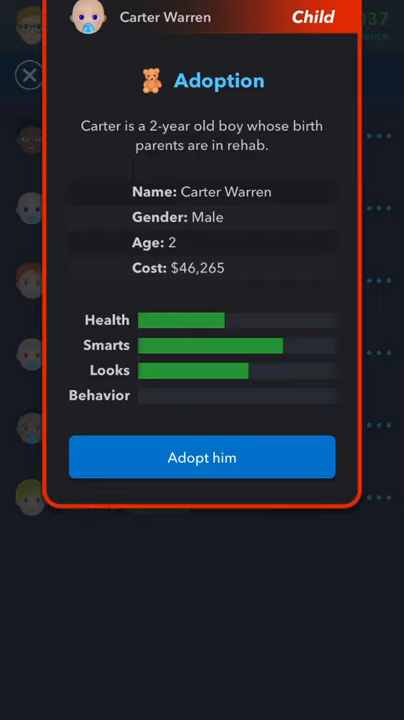 Carter Warren
Child
Adoption
Carter is a 2-year old boy whose birth
parents are in rehab.
Name: Carter Warren
Gender: Male
Age: 2
Cost: $46,265
Health
Smarts
Looks
Behavior
Adopt him